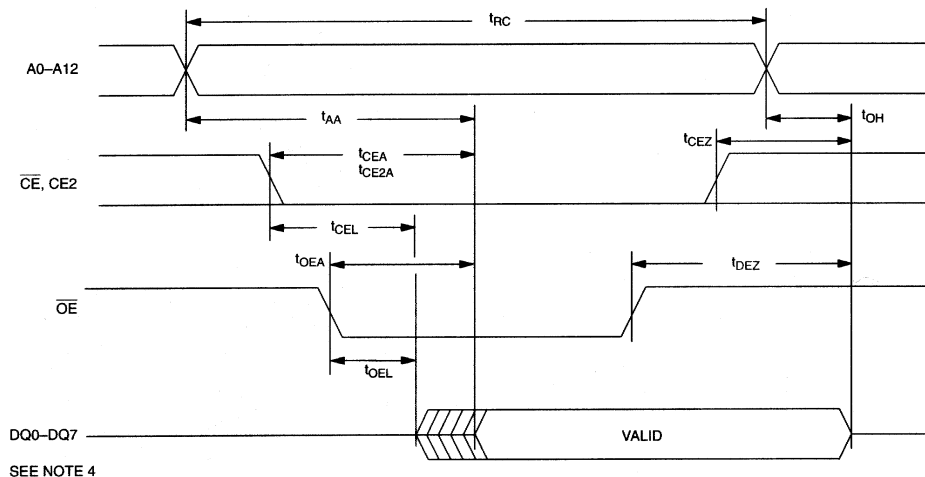 tRC
A0–A12
tAA
tOH
tCEZ
tCEA
tCE2A
CE, CE2
tCEL
tOEA
tDEZ
OE
tOEL
DQ0–DQ7
VALID
SEE NOTE 4